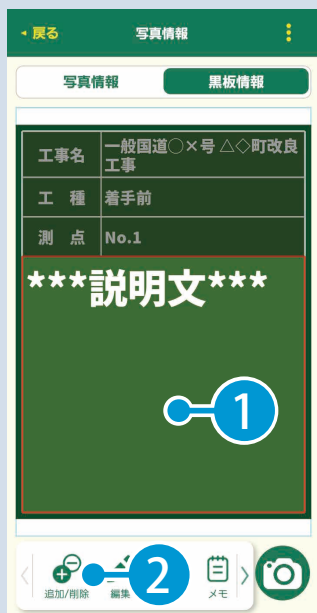 戻る
写真情報
写真情報
黒板情報
工事名
一般国道○×号 △◇町改良
工事
工 種
着手前
測 点
No.1
***説明文***
1
追加/削除
編集
2
メモ